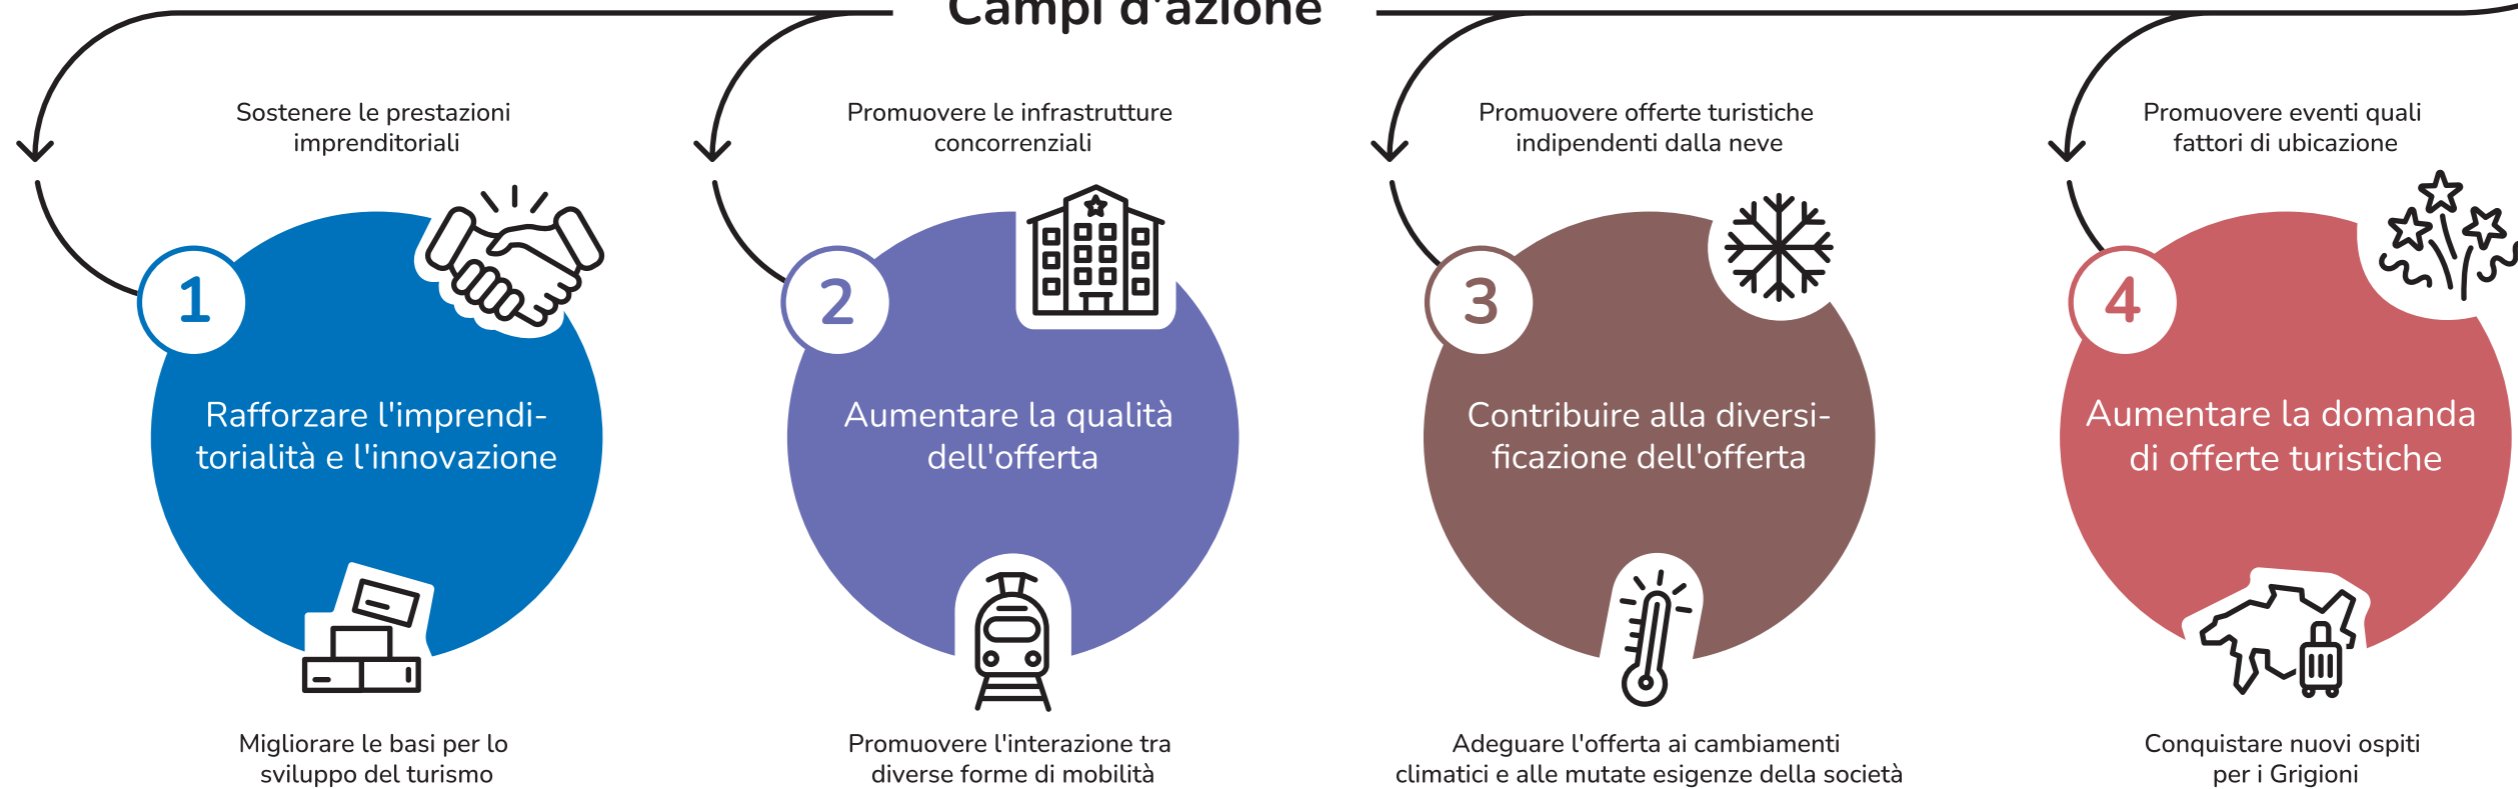 Campi d'azione
Sostenere le prestazioni
imprenditoriali
1
Rafforzare l'imprendi-
torialità e l'innovazione
Migliorare le basi per lo
sviluppo del turismo
Promuovere le infrastrutture
concorrenziali
2
Aumentare la qualità
dell'offerta
Promuovere l'interazione tra
diverse forme di mobilità
Promuovere offerte turistiche
indipendenti dalla neve
3
Contribuire alla diversi-
ficazione dell'offerta
Adeguare l'offerta ai cambiamenti
climatici e alle mutate esigenze della società
Promuovere eventi quali
fattori di ubicazione
4
Aumentare la domanda
di offerte turistiche
Conquistare nuovi ospiti
per i Grigioni